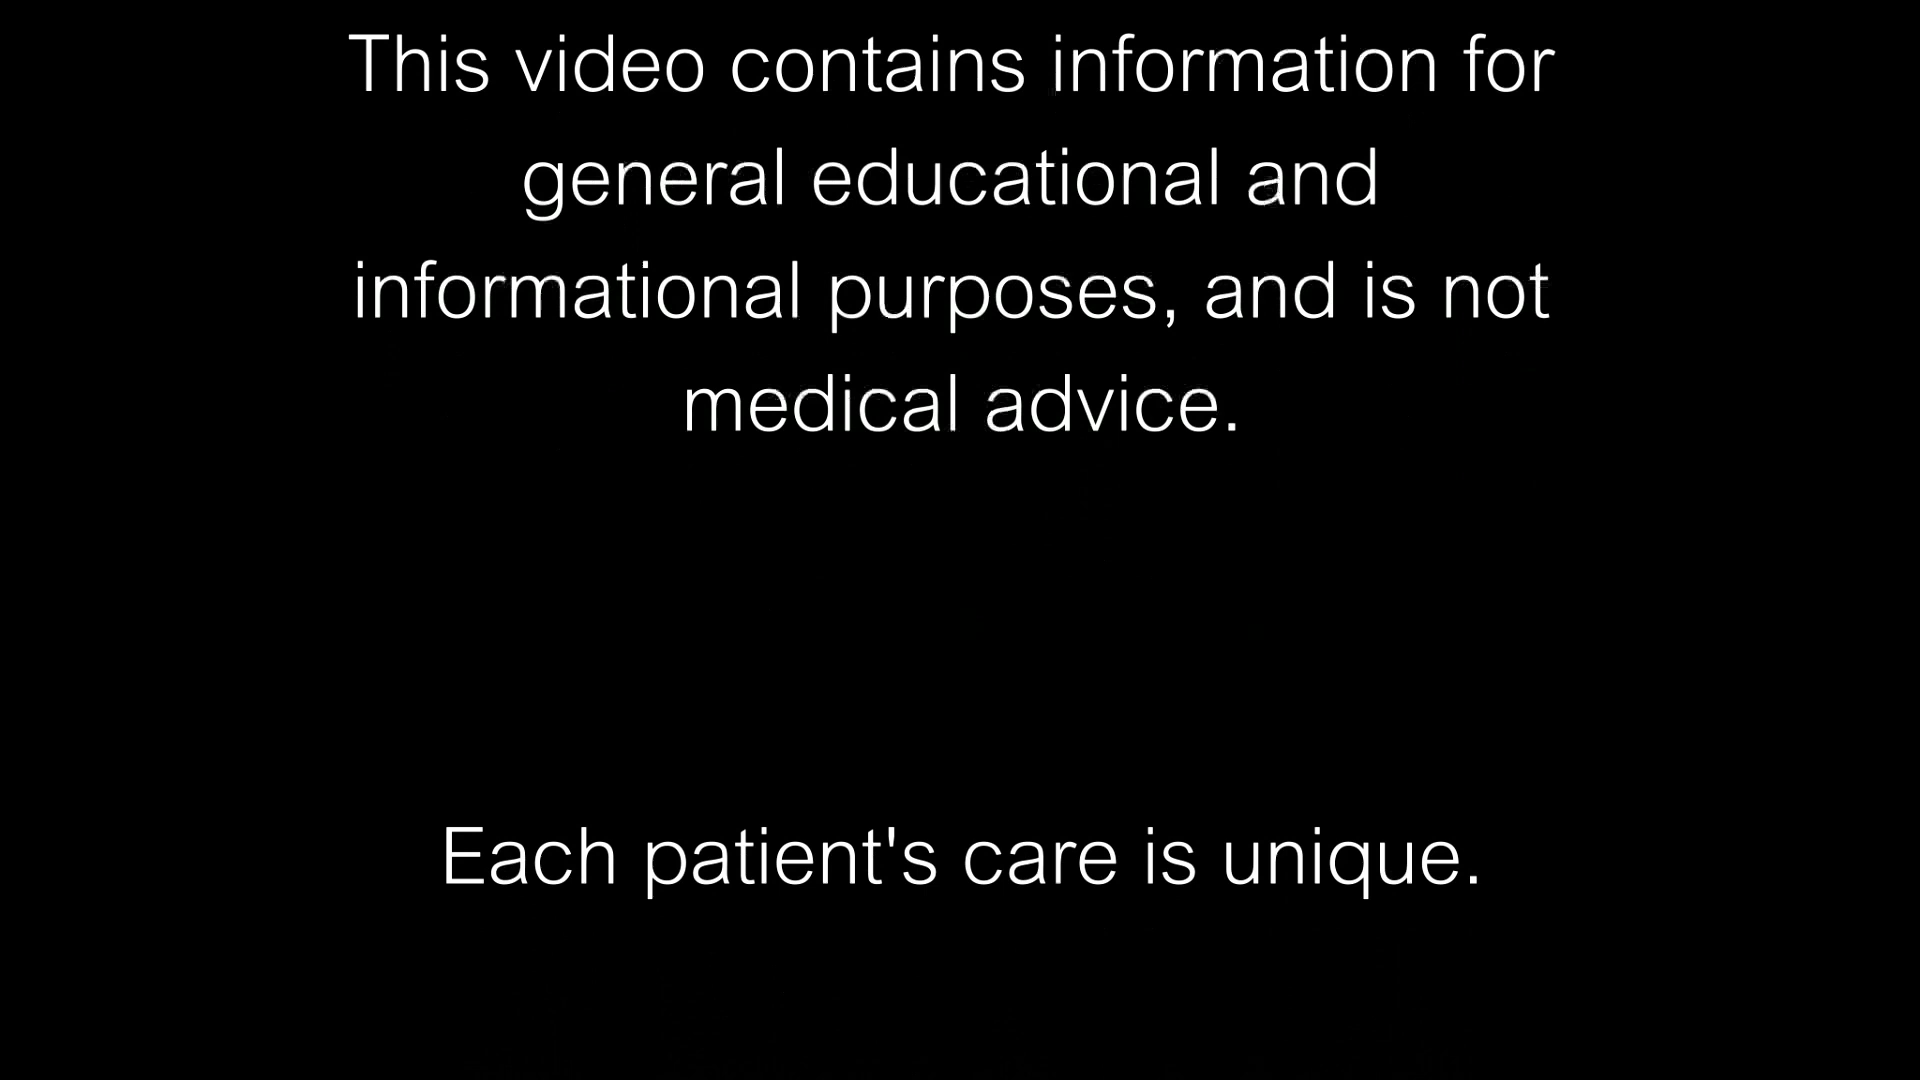 This video contains information for
general educational and
informational purposes, and is not
medical advice.
Each patient's care is unique.